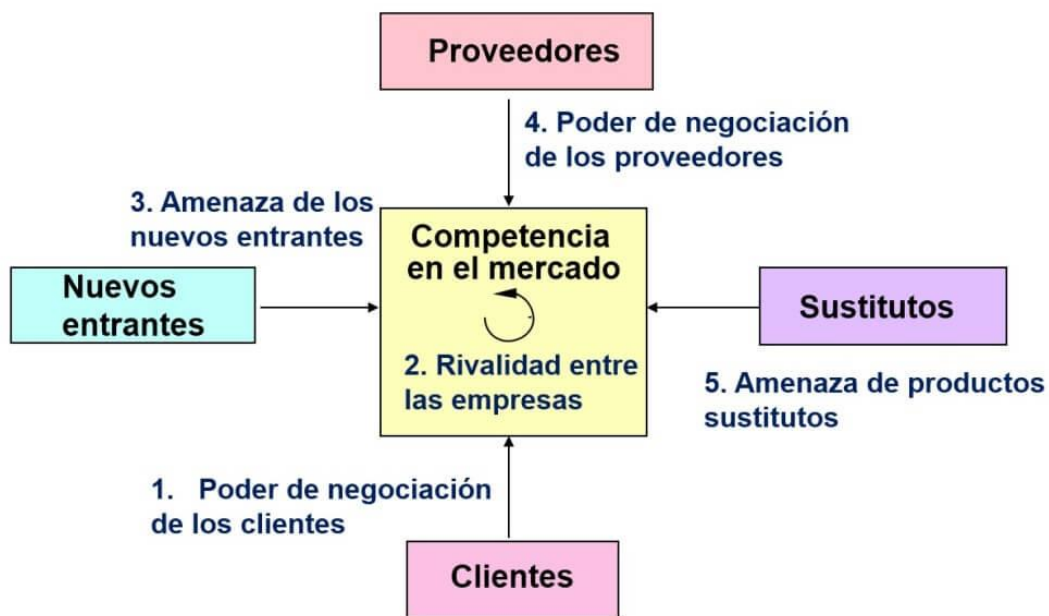 Proveedores
4. Poder de negociación
de los proveedores
3. Amenaza de los
nuevos entrantes
Competencia
en el mercado
Nuevos
entrantes
Sustitutos
2. Rivalidad entre
las empresas
5. Amenaza de productos
sustitutos
1. Poder de negociación
de los clientes
Clientes